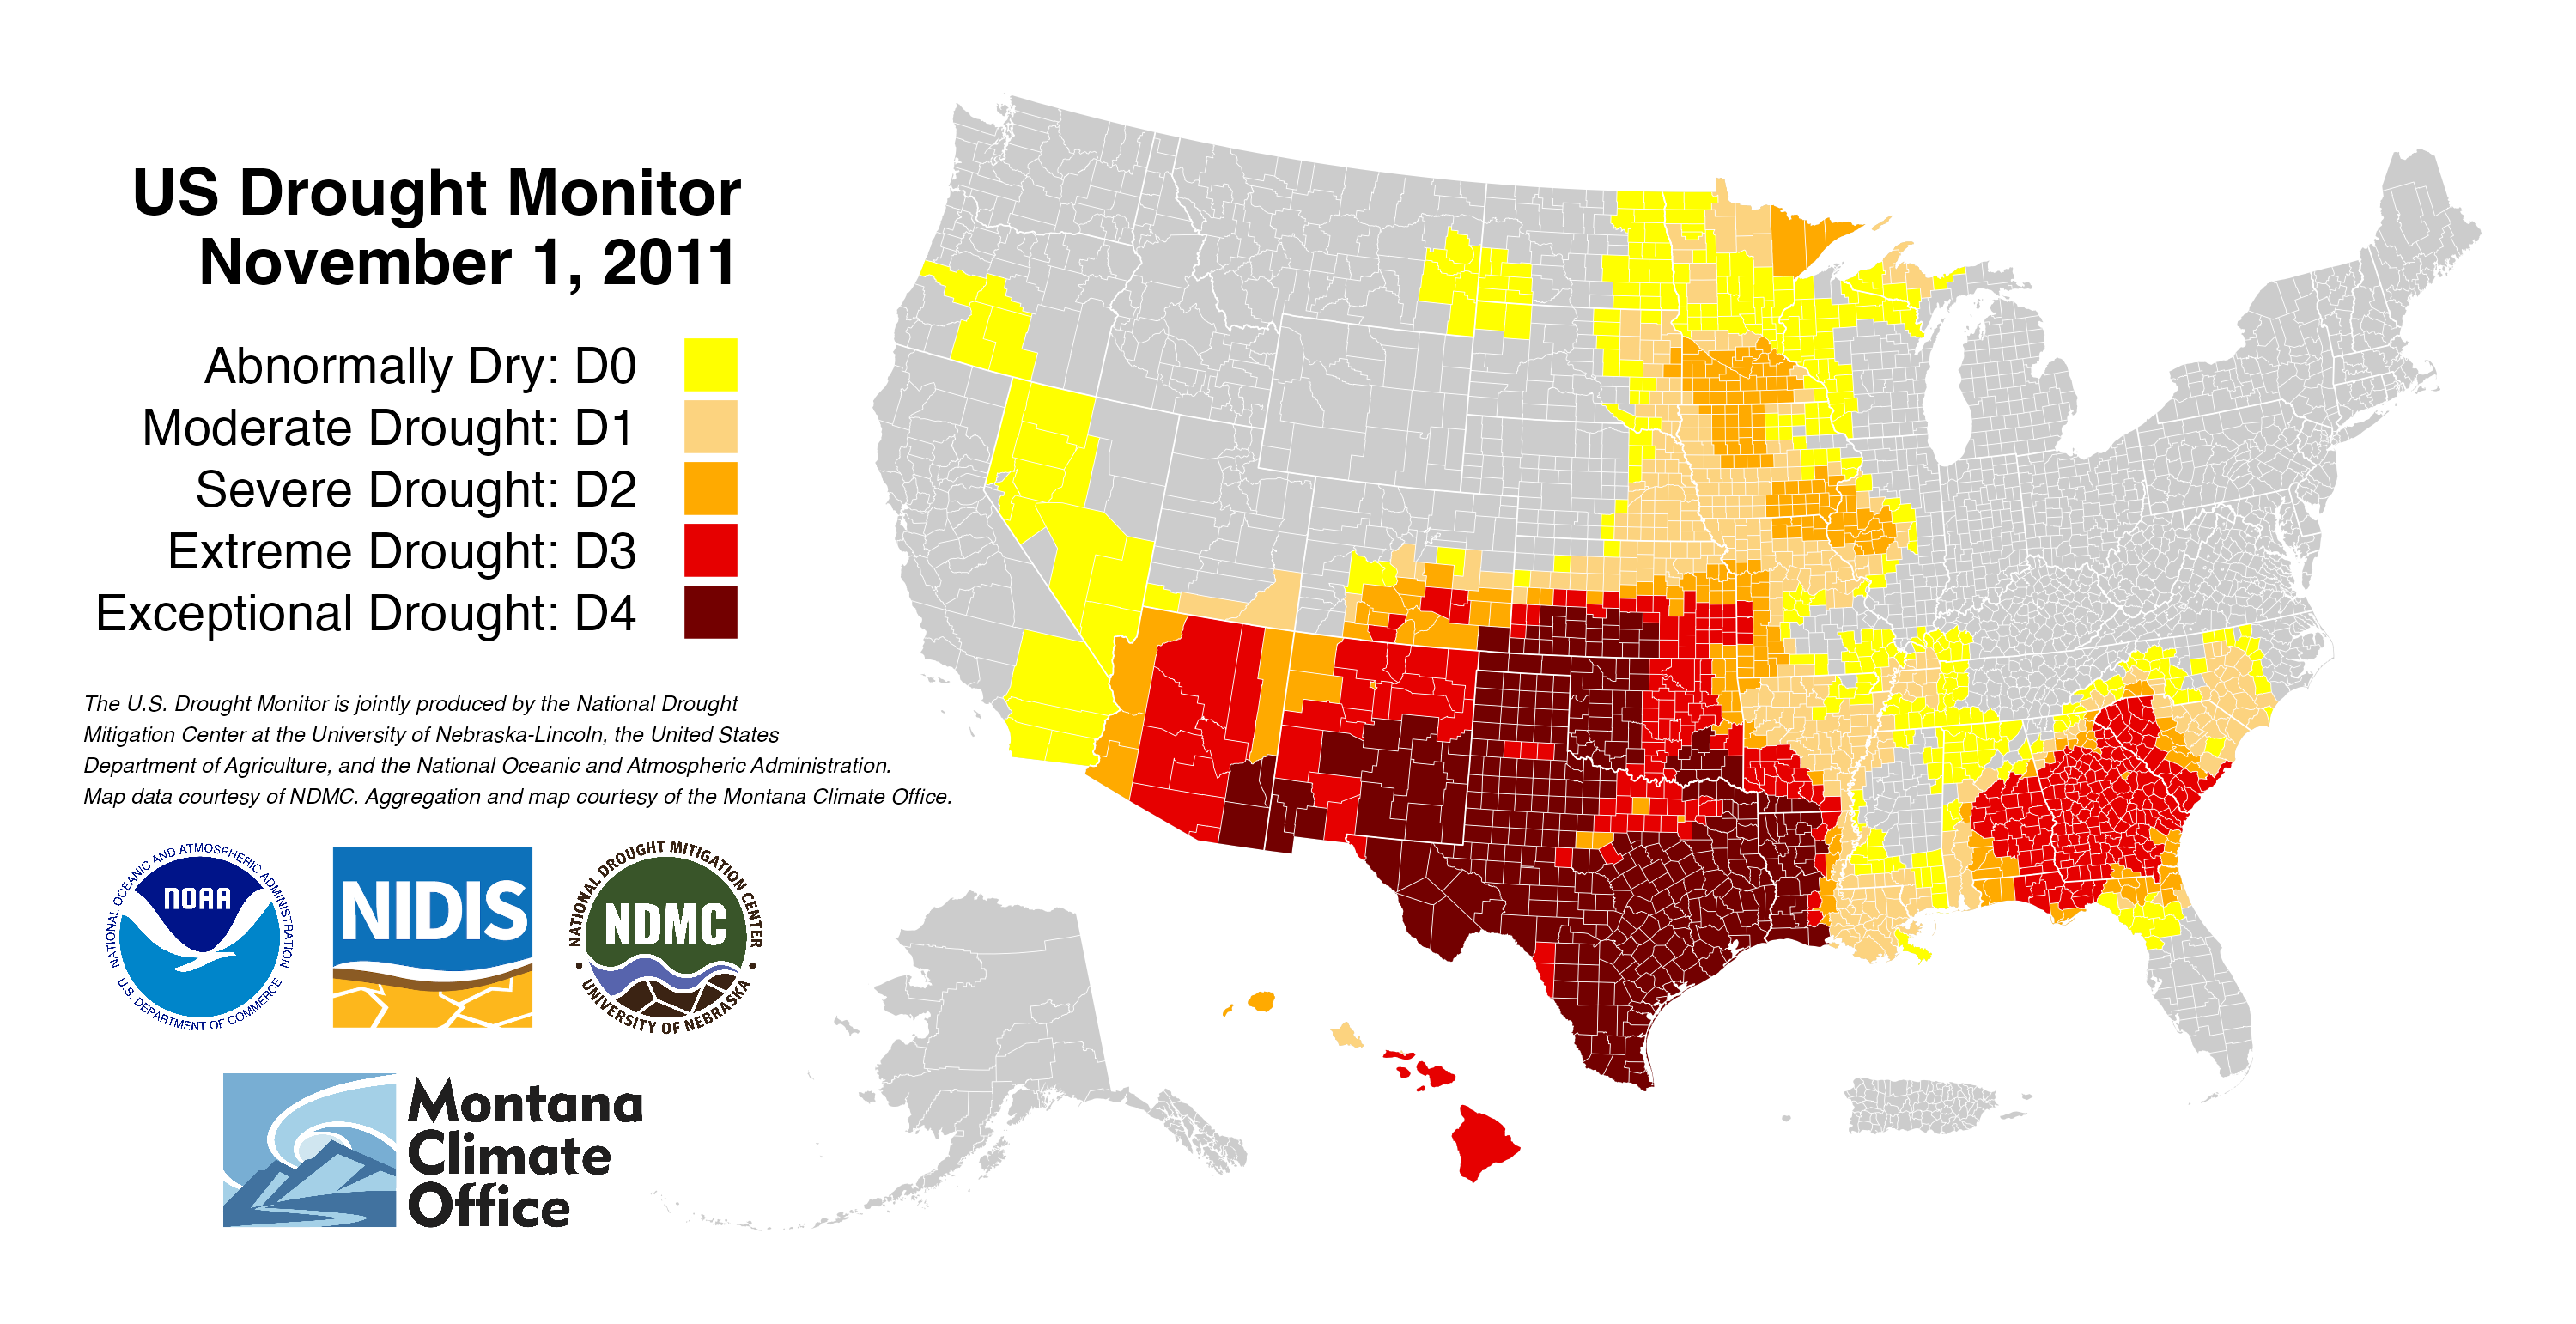 US Drought Monitor
November 1, 2011
Abnormally Dry: D0
Moderate Drought: D1
Severe Drought: D2
Extreme Drought: D3
Exceptional Drought: D4
The U.S. Drought Monitor is jointly produced by the National Drought
Mitigation Center at the University of Nebraska-Lincoln, the United States
Department of Agriculture, and the National Oceanic and Atmospheric Administration.
Map data courtesy of NDMC. Aggregation and map courtesy of the Montana Climate Office.
NATIONAL OCEANIC AND ATMOSPHERIC ADMINISTRATION
NOAA
U.S. DEPARTMENT OF COMMERCE
NIDIS
NATIONAL DROUGHT MITIGATION CENTER
NDMC
UNIVERSITY OF NEBRASKA
Montana
Climate
Office